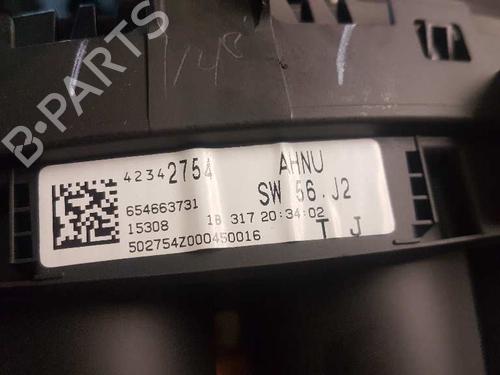 B-PARTS
42342754 AHNU
SW 56.J2
654663731
15308 18 317 20:34:02
502754Z000450016 T J